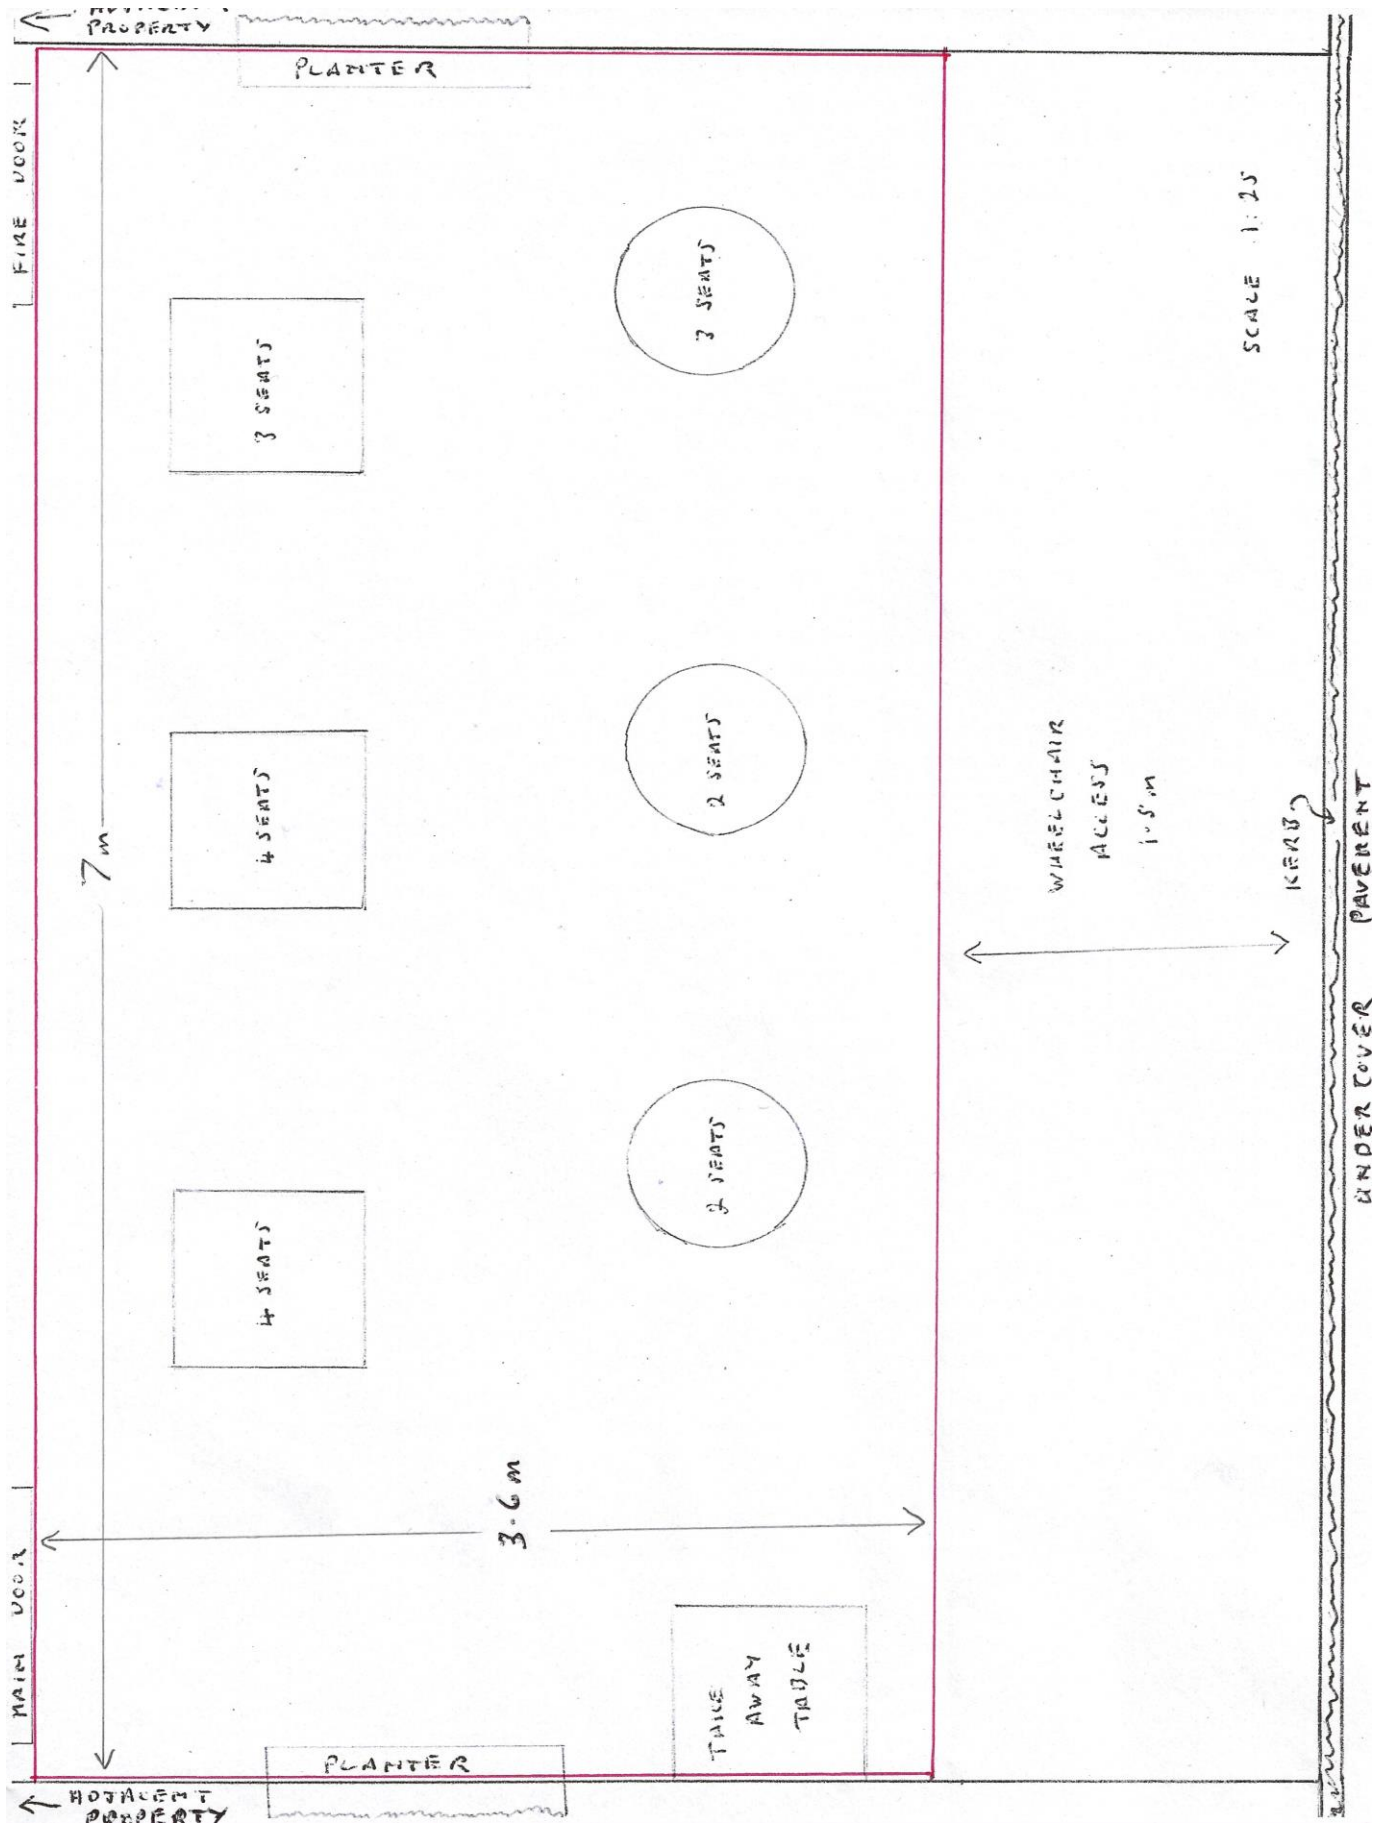 PROPERTY
PLANTER
FIRE DOOR
3 SEATS
3 SEATS
SCALE 1:25
7m
4 SEATS
2 SEATS
WHEELCHAIR
ACCESS
1.5m
KERB
UNDER COVER PAVEMENT
4 SEATS
2 SEATS
3.6m
MAIN DOOR
TAKE
AWAY
TABLE
PLANTER
ADJACENT
PROPERTY